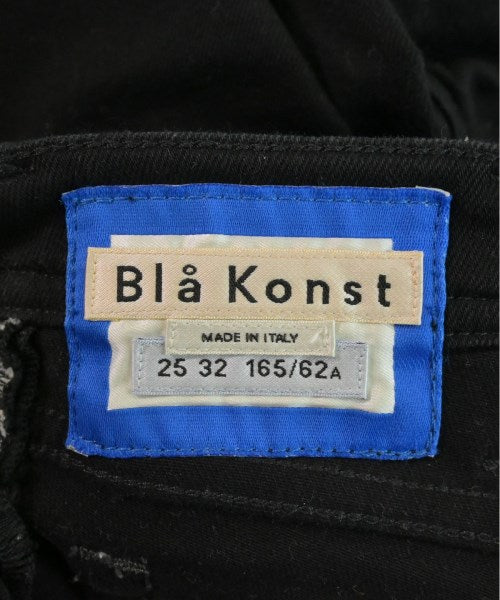 Blå Konst
MADE IN ITALY
25 32 165/62A